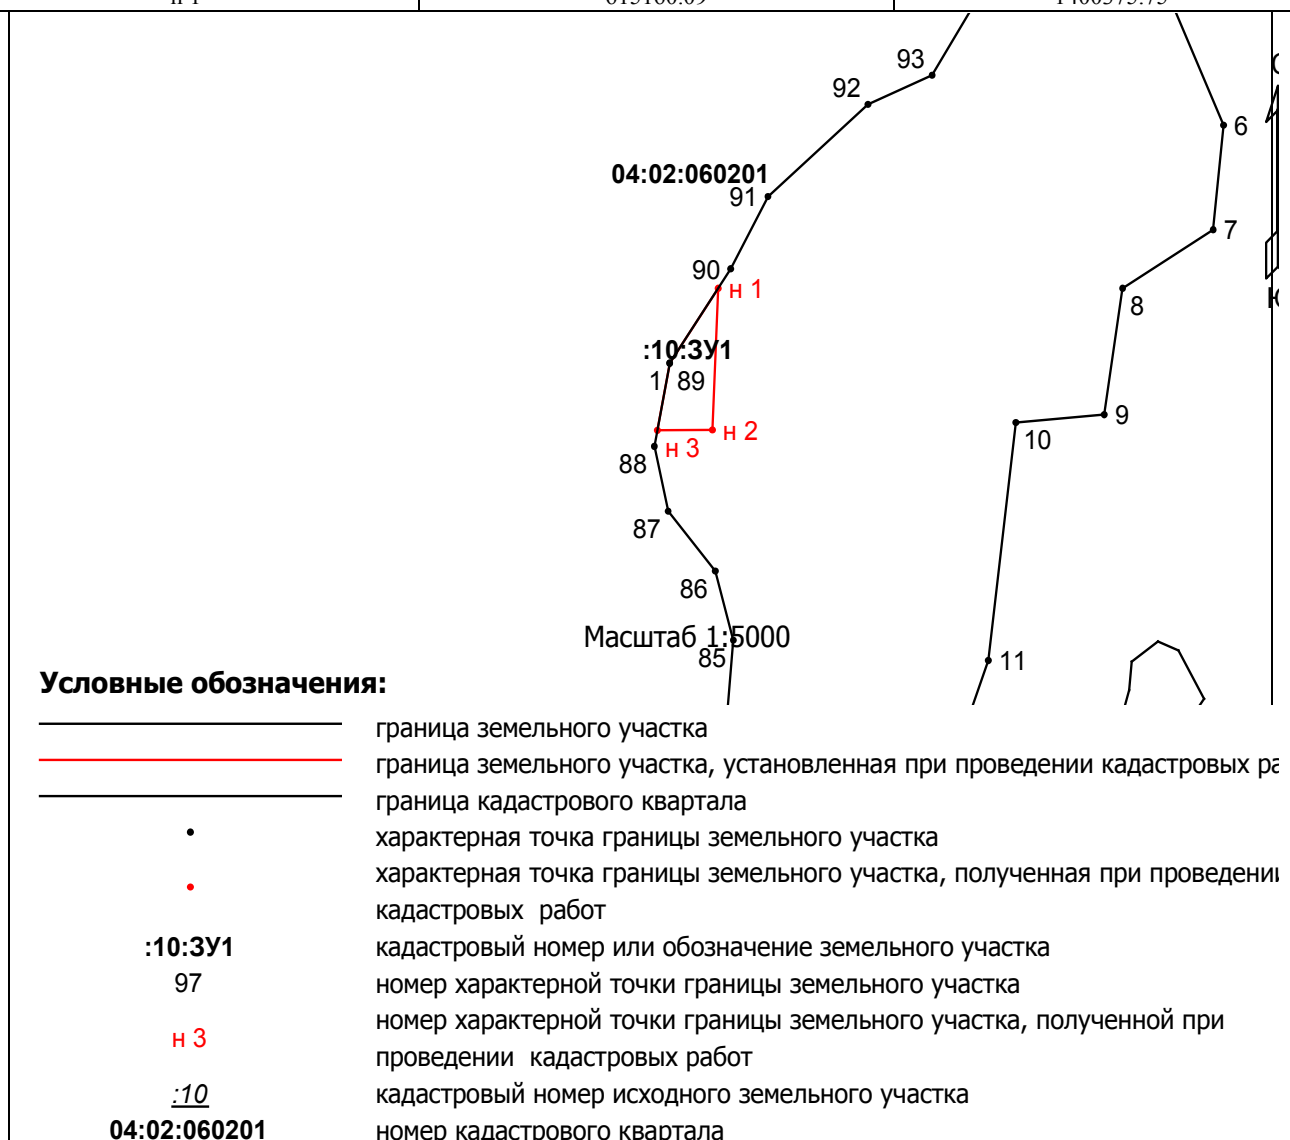 93
92
6
04:02:060201
91
7
90
н 1
8
:10:ЗУ1
1 89
9
н 2
10
н 3
88
87
86
Масштаб 1:5000
85
11
Условные обозначения:
граница земельного участка
граница земельного участка, установленная при проведении кадастровых
граница кадастрового квартала
характерная точка границы земельного участка
характерная точка границы земельного участка, полученная при проведении
кадастровых работ
:10:ЗУ1 кадастровый номер или обозначение земельного участка
97 номер характерной точки границы земельного участка
н 3 номер характерной точки границы земельного участка, полученной при
проведении кадастровых работ
:10 кадастровый номер исходного земельного участка
04:02:060201 номер кадастрового квартала